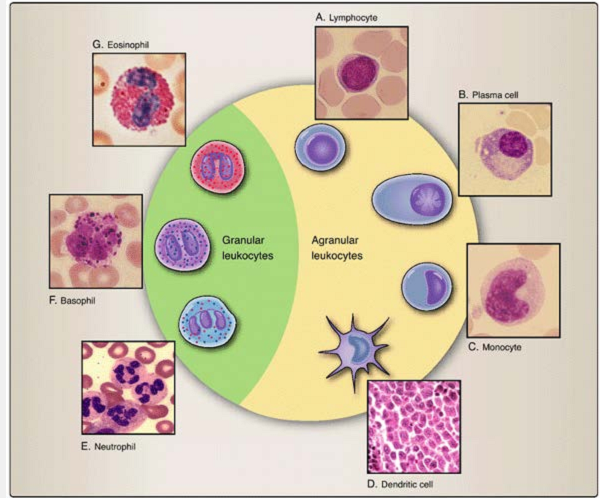 A. Lymphocyte
G. Eosinophil
B. Plasma cell
Granular
leukocytes
Agranular
leukocytes
F. Basophil
C. Monocyte
E. Neutrophil
D. Dendritic cell